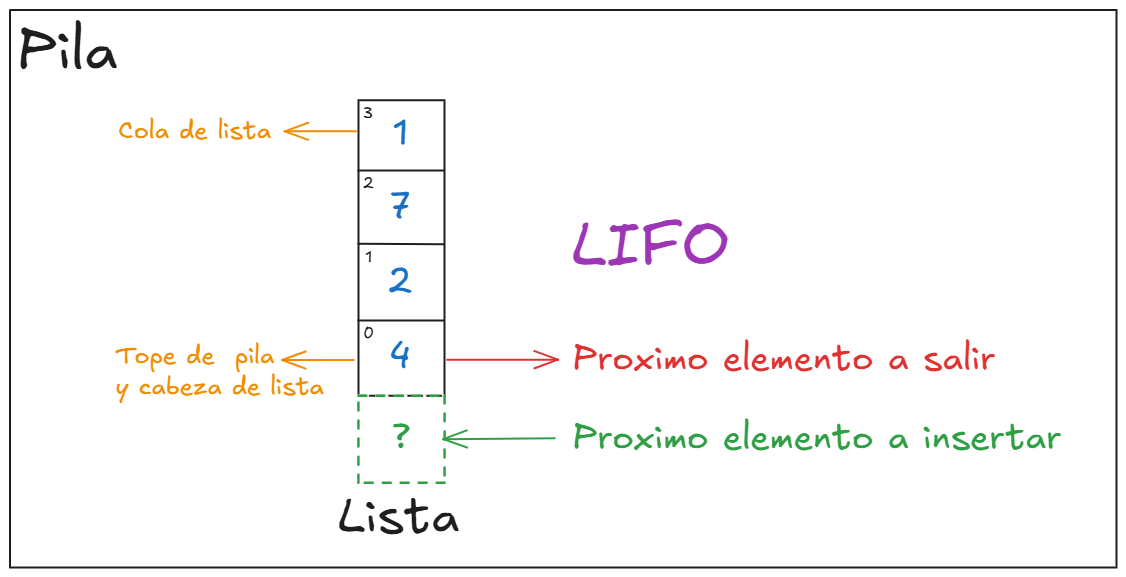 Pila
3
1
Cola de lista
2
7
LIFO
1
2
0
4
Tope de pila
y cabeza de lista
Proximo elemento a salir
?
Proximo elemento a insertar
Lista